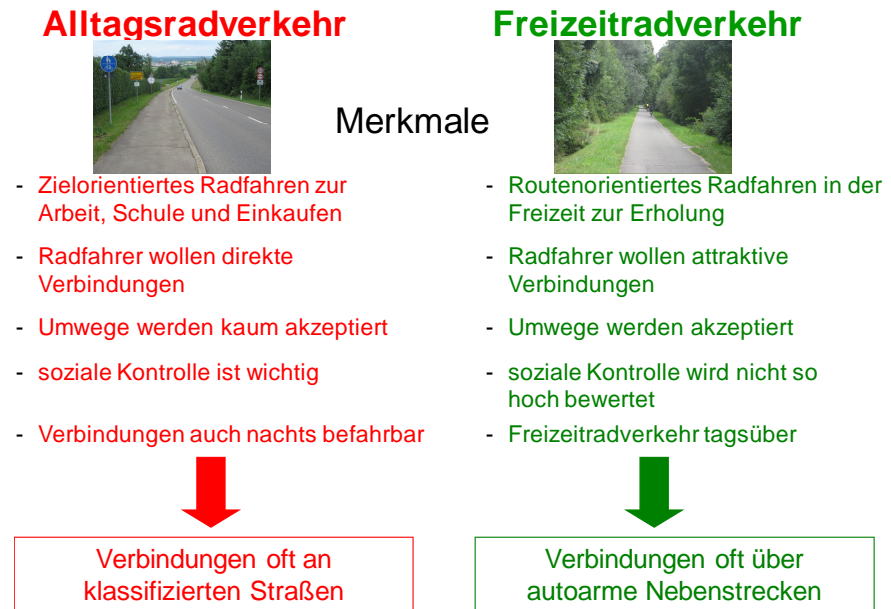 Alltagsradverkehr
Freizeitradverkehr
Merkmale
- Zielorientiertes Radfahren zur
Arbeit, Schule und Einkaufen
- Radfahrer wollen direkte
Verbindungen
- Umwege werden kaum akzeptiert
- soziale Kontrolle ist wichtig
- Verbindungen auch nachts befahrbar
Verbindungen oft an
klassifizierten Straßen
- Routenorientiertes Radfahren in der
Freizeit zur Erholung
- Radfahrer wollen attraktive
Verbindungen
- Umwege werden akzeptiert
- soziale Kontrolle wird nicht so
hoch bewertet
- Freizeitradverkehr tagsüber
Verbindungen oft über
autoarme Nebenstrecken